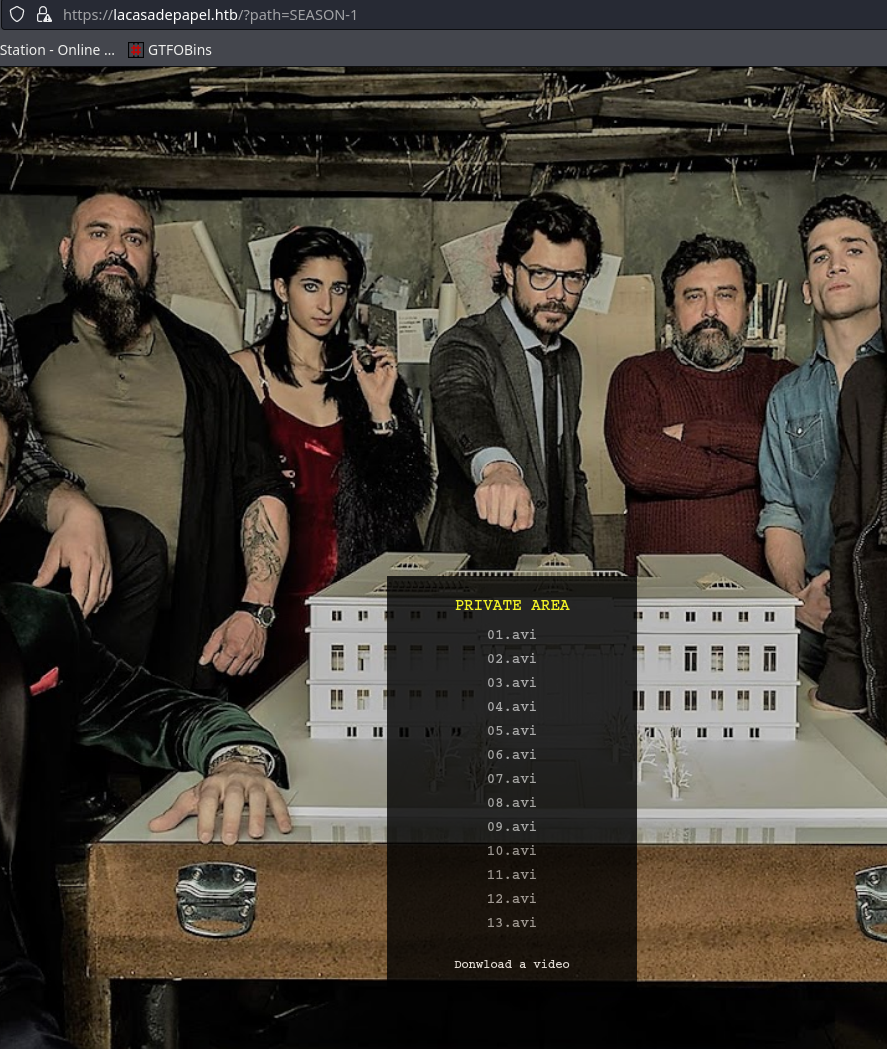 https://lacasadepapel.htb/?path=SEASON-1
Station - Online ... GTFOBins
PRIVATE AREA
01.avi
02.avi
03.avi
04.avi
05.avi
06.avi
07.avi
08.avi
09.avi
10.avi
11.avi
12.avi
13.avi
Donwload a video